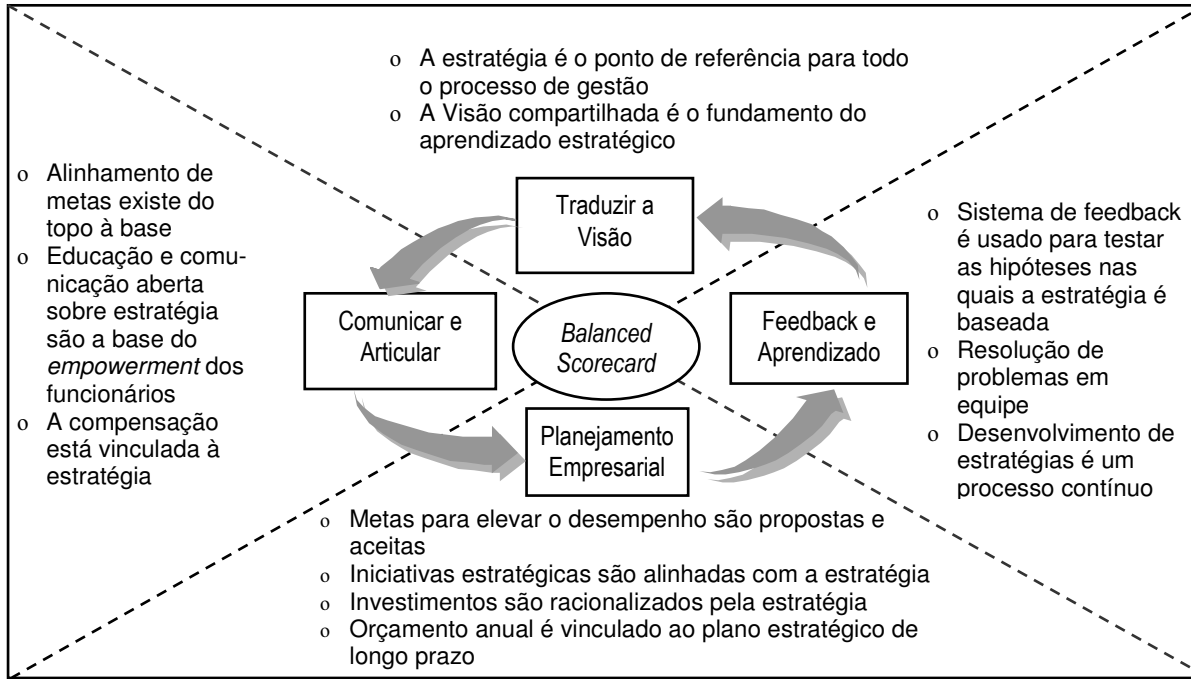 o A estratégia é o ponto de referência para todo
o processo de gestão
o A Visão compartilhada é o fundamento do
aprendizado estratégico
o Alinhamento de
metas existe do
topo à base
o Educação e comu-
nicação aberta
sobre estratégia
são a base do
empowerment dos
funcionários
o A compensação
está vinculada à
estratégia
Traduzir a
Visão
Comunicar e
Articular
Balanced
Scorecard
Feedback e
Aprendizado
Planejamento
Empresarial
o Sistema de feedback
é usado para testar
as hipóteses nas
quais a estratégia é
baseada
o Resolução de
problemas em
equipe
o Desenvolvimento de
estratégias é um
processo contínuo
o Metas para elevar o desempenho são propostas e
aceitas
o Iniciativas estratégicas são alinhadas com a estratégia
o Investimentos são racionalizados pela estratégia
o Orçamento anual é vinculado ao plano estratégico de
longo prazo